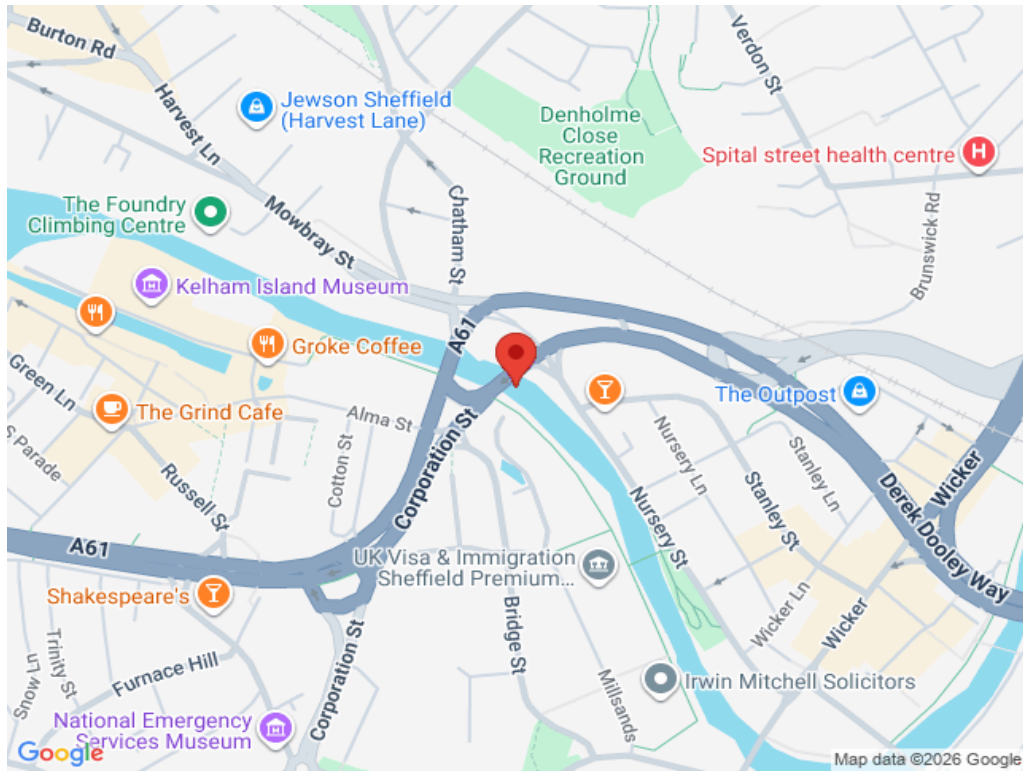 Burton Rd
Verdon St
Jewson Sheffield
(Harvest Lane)
Harvest Ln
Denholme
Close
Recreation
Ground
Spital street health centre
H
The Foundry
Climbing Centre
Mowbray St
Chatham St
Brunswick Rd
Kelham Island Museum
A61
Groke Coffee
Green Ln
The Grind Cafe
Alma St
The Outpost
S Parade
Cotton St
Corporation St
Nursery Ln
Stanley Ln
Russell St
Stanley St
Wicker
Nursery St
Derek Dooley Way
A61
UK Visa & Immigration
Sheffield Premium...
Shakespeare's
Bridge St
Wicker Ln
Wicker
Trinity St
Snow Ln
Furnace Hill
Corporation St
Millsands
Irwin Mitchell Solicitors
National Emergency
Services Museum
Google
Map data ©2026 Google